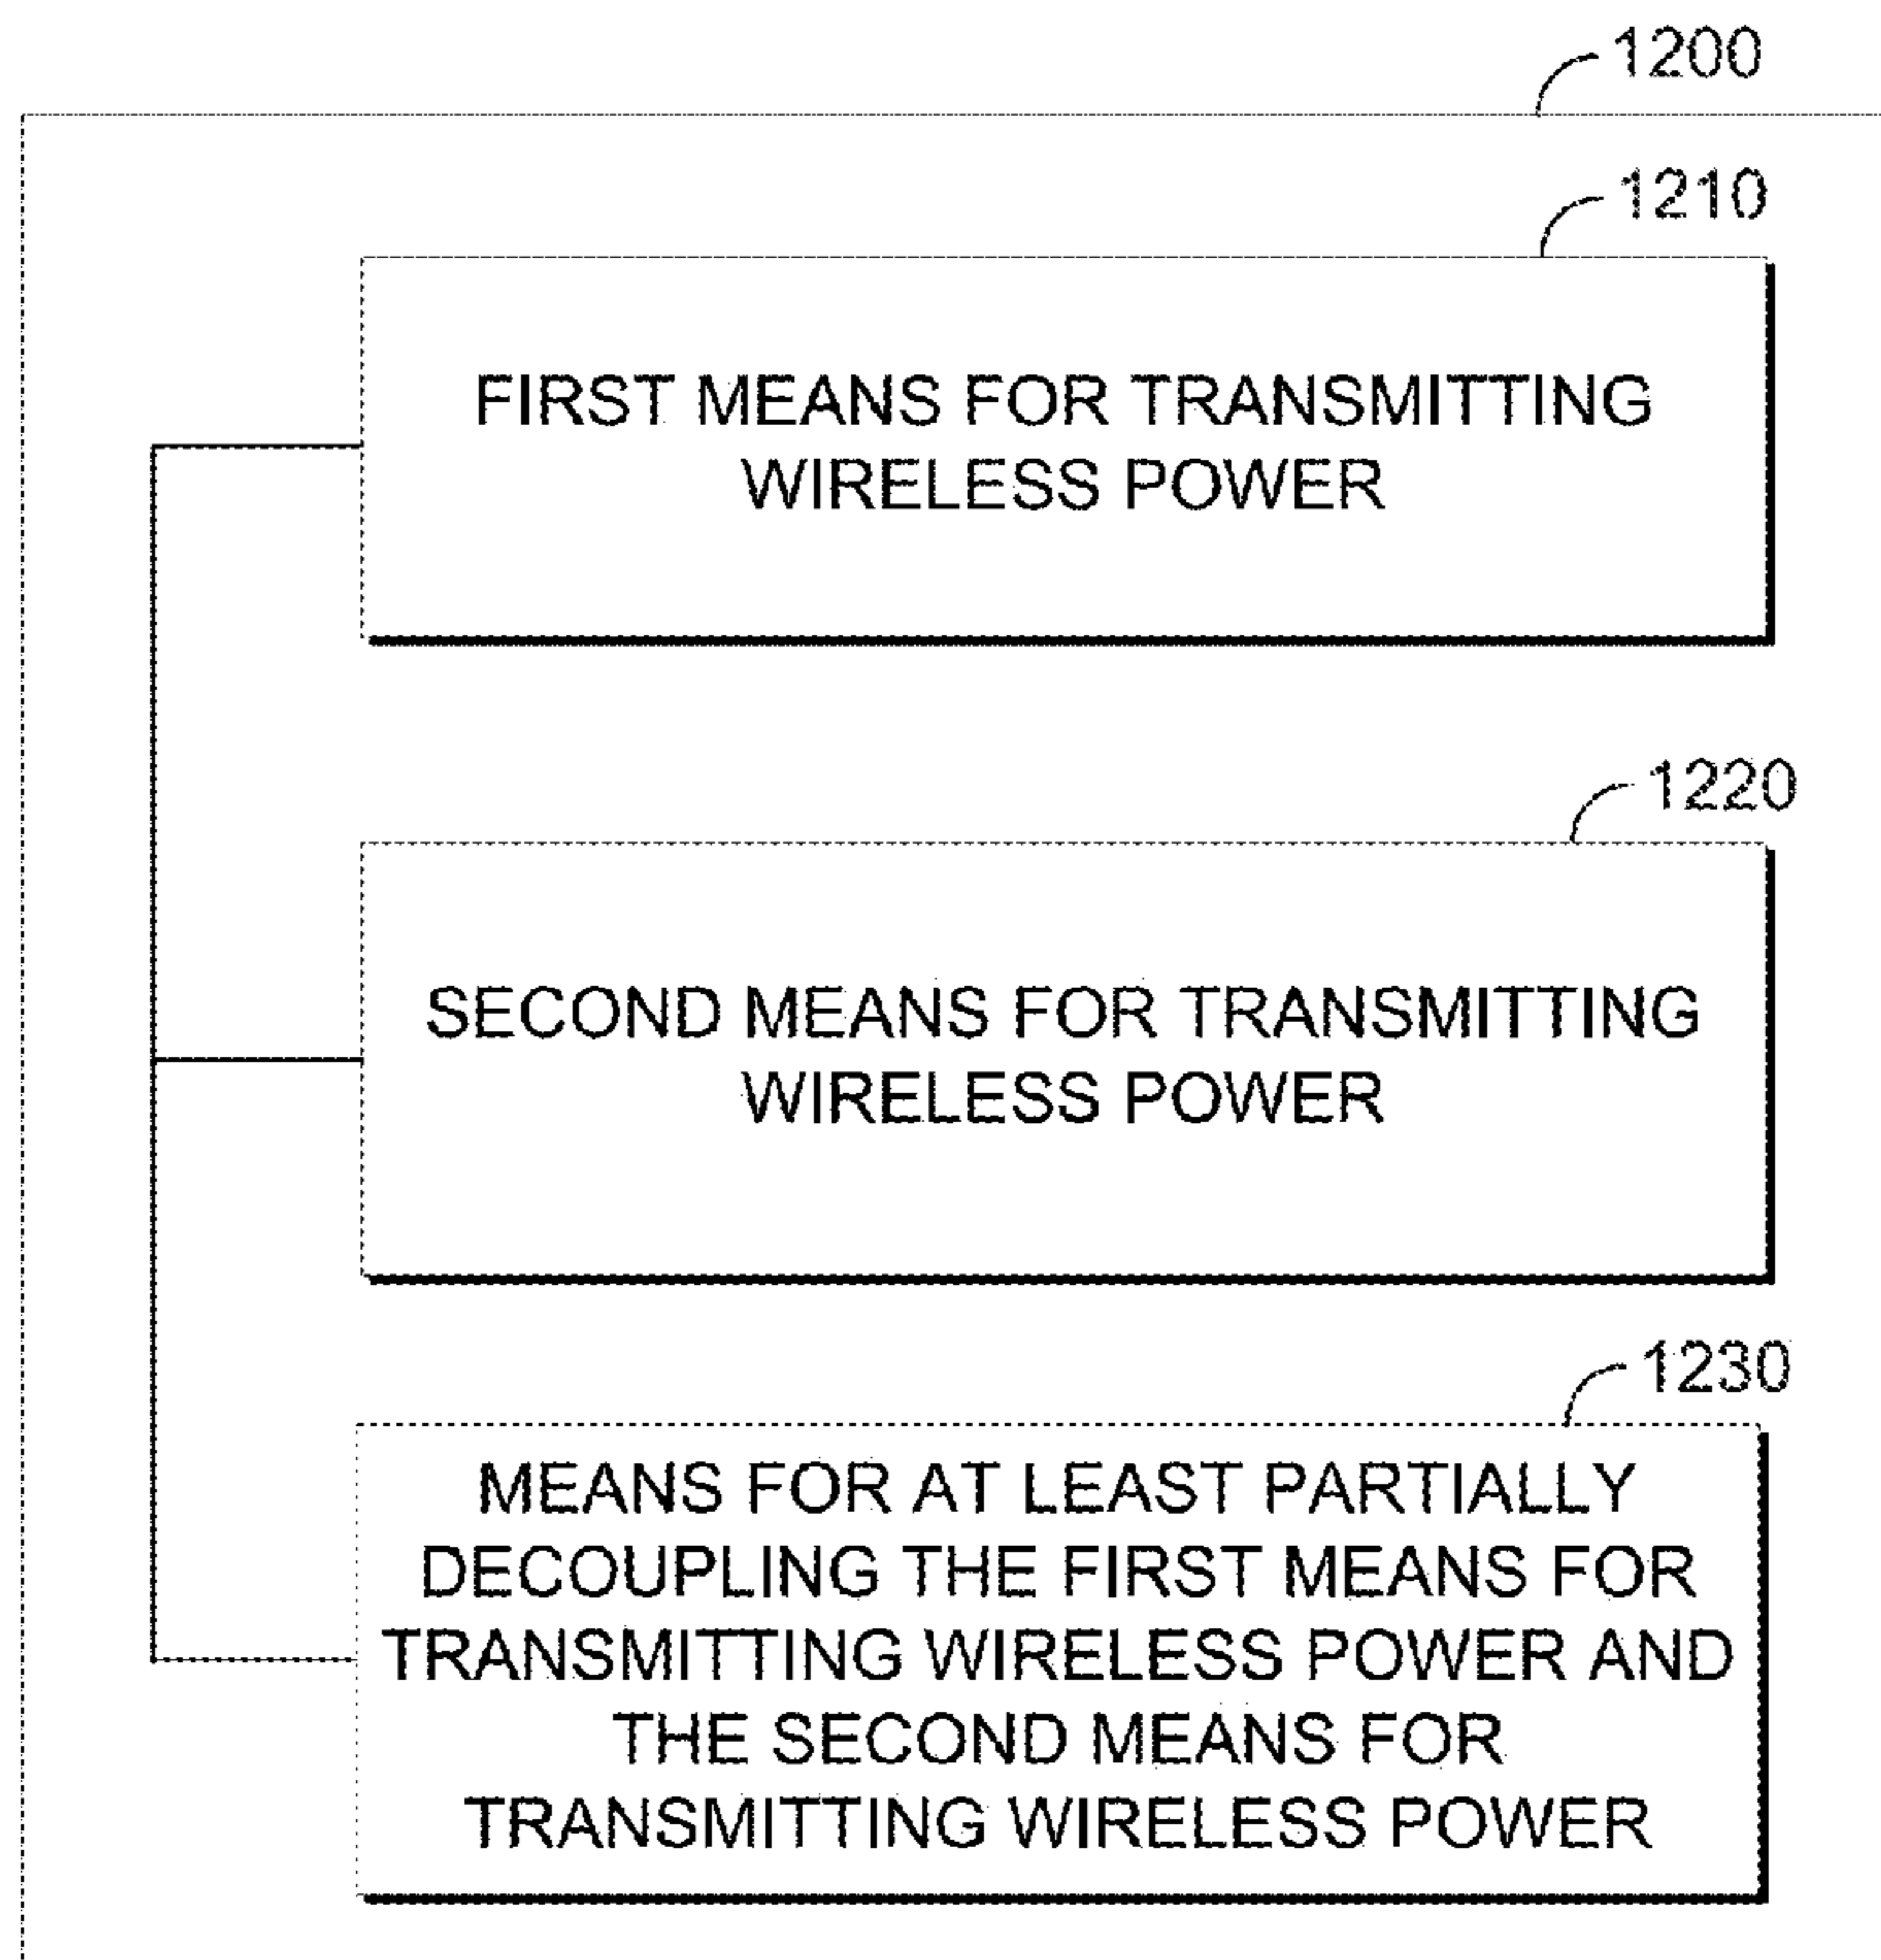 1200
1210
FIRST MEANS FOR TRANSMITTING
WIRELESS POWER
1220
SECOND MEANS FOR TRANSMITTING
WIRELESS POWER
1230
MEANS FOR AT LEAST PARTIALLY
DECOUPLING THE FIRST MEANS FOR
TRANSMITTING WIRELESS POWER AND
THE SECOND MEANS FOR
TRANSMITTING WIRELESS POWER